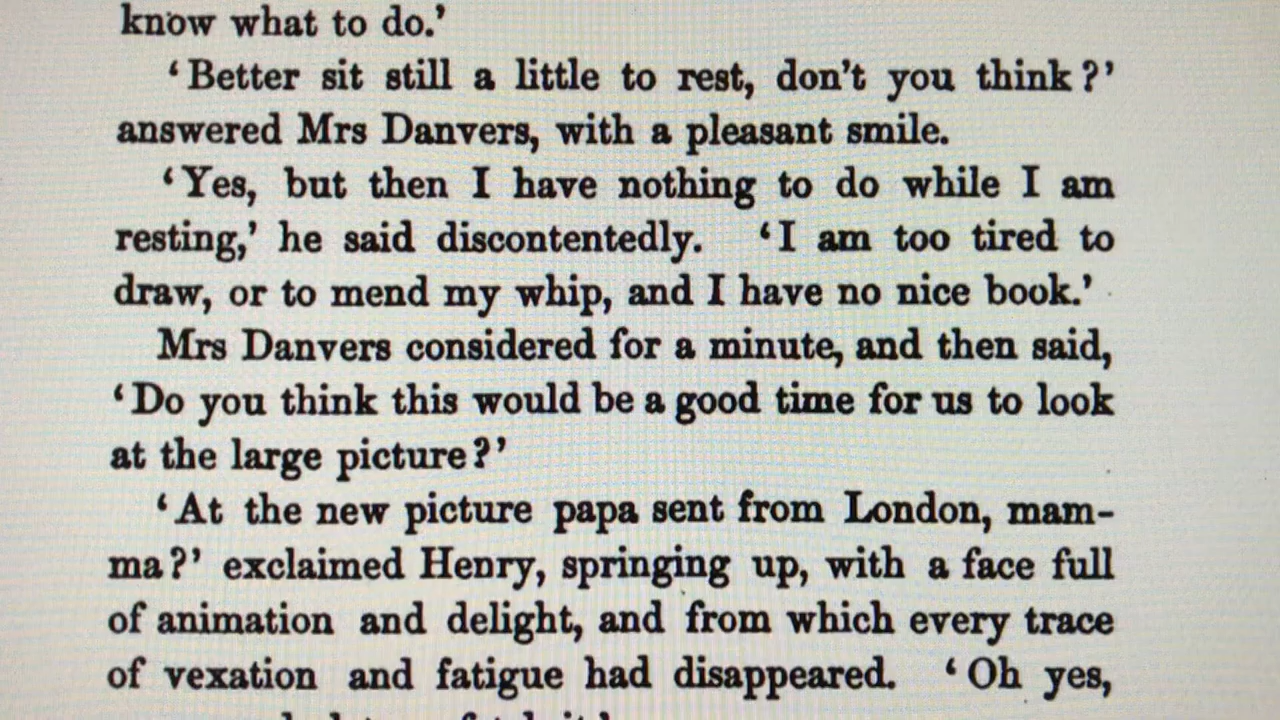 know what to do.’
‘Better sit still a little to rest, don’t you think?’
answered Mrs Danvers, with a pleasant smile.
‘Yes, but then I have nothing to do while I am
resting,’ he said discontentedly. ‘I am too tired to
draw, or to mend my whip, and I have no nice book.’
Mrs Danvers considered for a minute, and then said,
‘Do you think this would be a good time for us to look
at the large picture?’
‘At the new picture papa sent from London, mam-
ma?’ exclaimed Henry, springing up, with a face full
of animation and delight, and from which every trace
of vexation and fatigue had disappeared. ‘Oh yes,